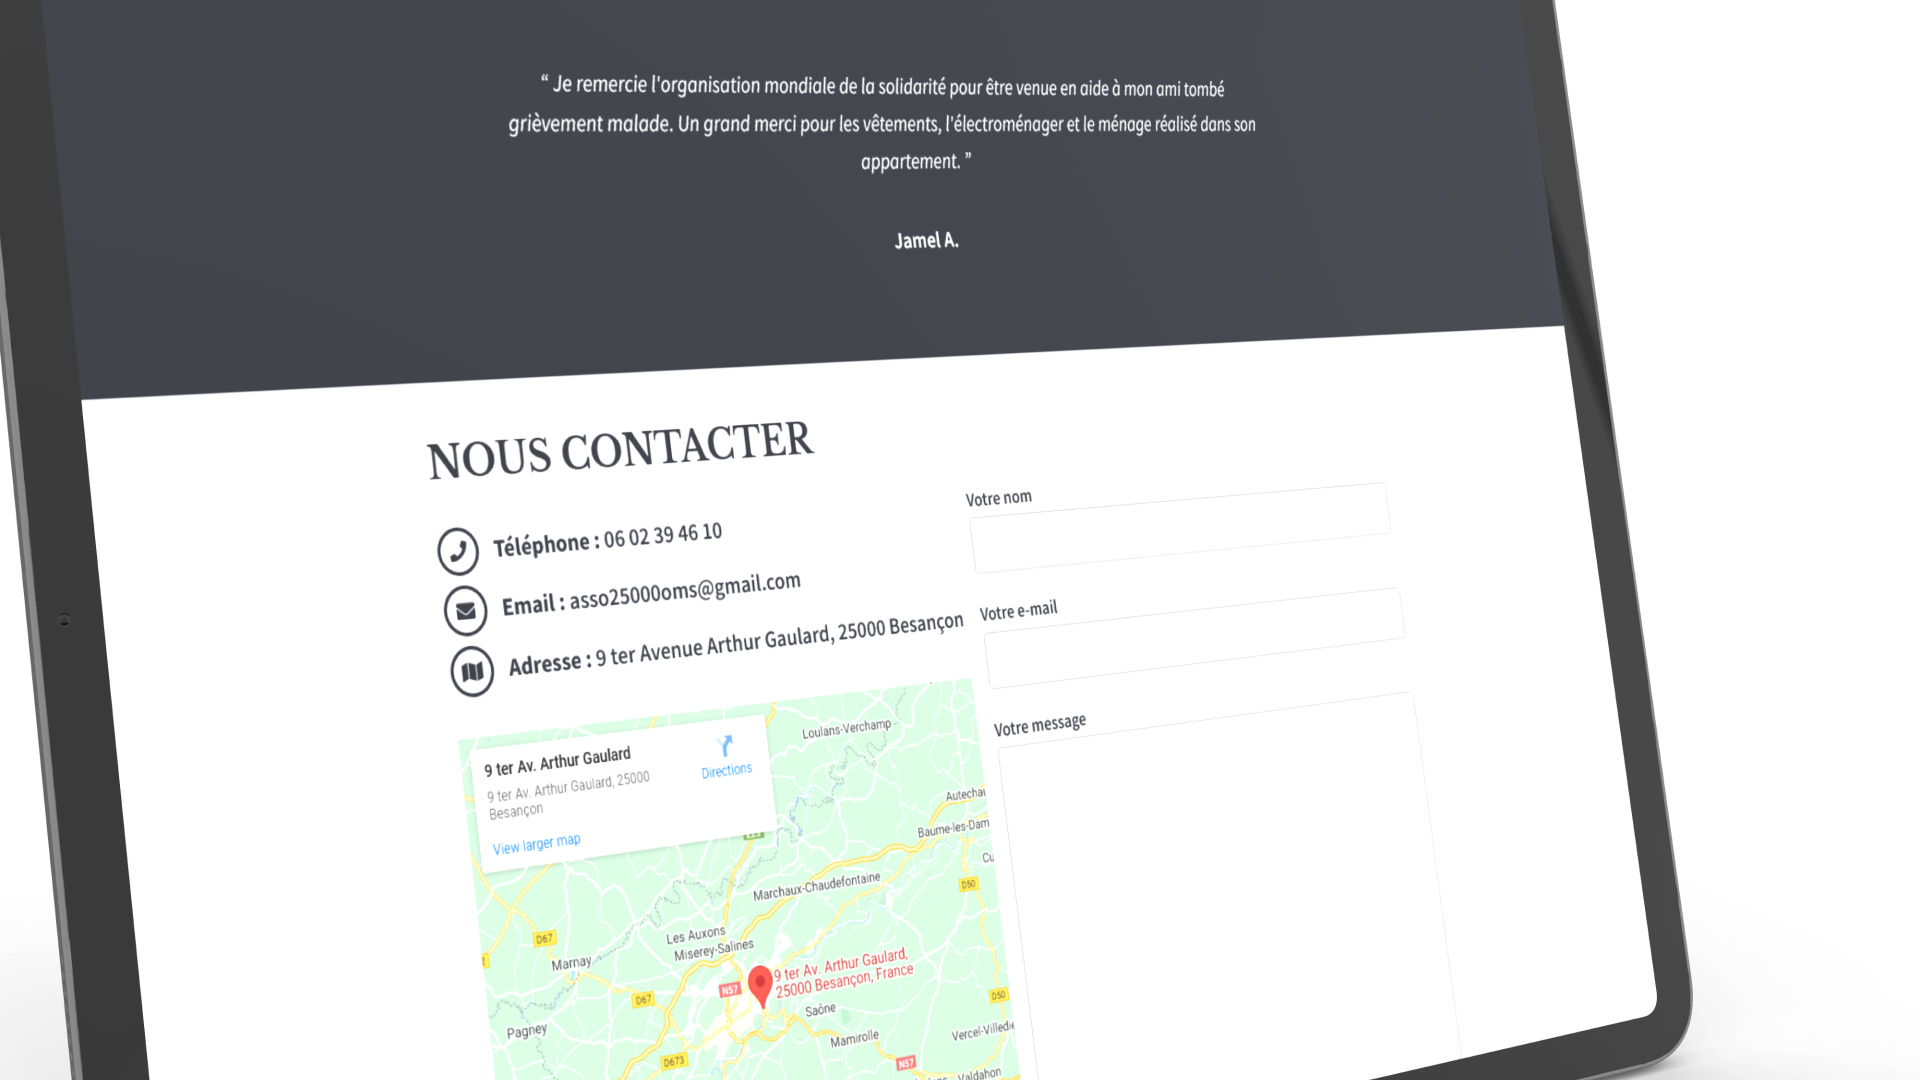 “ Je remercie l'organisation mondiale de la solidarité pour être venue en aide à mon ami tombé
grièvement malade. Un grand merci pour les vêtements, l'électroménager et le ménage réalisé dans son
appartement. ”
Jamel A.
NOUS CONTACTER
Téléphone : 06 02 39 46 10
Email : asso25000oms@gmail.com
Adresse : 9 ter Avenue Arthur Gaulard, 25000 Besançon
9 ter Av. Arthur Gaulard
9 ter Av. Arthur Gaulard, 25000
Besançon
Directions
View larger map
Loulans-Verchamp
Autechau
Baume-les-Dam
Cu
D50
Marchaux-Chaudefontaine
Les Auxons
Miserey-Salines
D67
Marnay
N57
9 ter Av. Arthur Gaulard,
25000 Besançon, France
D67
D50
Saône
Pagney
Mamirolle
Vercel-Villedie
D673
N57
Valdahon
Votre nom
Votre e-mail
Votre message